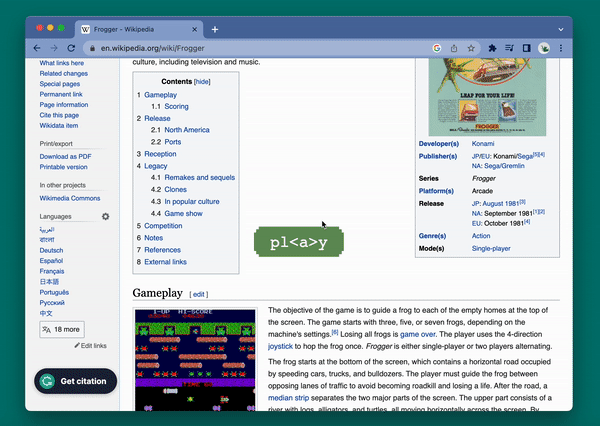 Frogger - Wikipedia
en.wikipedia.org/wiki/Frogger
What links here
Related changes
Special pages
Permanent link
Page information
Cite this page
Wikidata item
Print/export
Download as PDF
Printable version
In other projects
Wikimedia Commons
Languages
العربية
বাংলা
Deutsch
Español
Français
日本語
Português
Русский
中文
18 more
Edit links
Get citation
culture, including television and music.
Contents [hide]
1 Gameplay
1.1 Scoring
2 Release
2.1 North America
2.2 Ports
3 Reception
4 Legacy
4.1 Remakes and sequels
4.2 Clones
4.3 In popular culture
4.4 Game show
5 Competition
6 Notes
7 References
8 External links
pl<a>y
LEAP FOR YOUR LIFE!
FROGGER
Developer(s) Konami
Publisher(s) JP/EU: Konami/Sega[5][4]
NA: Sega/Gremlin
Series Frogger
Platform(s) Arcade
Release JP: August 1981[3]
NA: September 1981[1][2]
EU: October 1981[4]
Genre(s) Action
Mode(s) Single-player
Gameplay [ edit ]
1-UP HI-SCORE
The objective of the game is to guide a frog to each of the empty homes at the top of
the screen. The game starts with three, five, or seven frogs, depending on the
machine's settings.[6] Losing all frogs is game over. The player uses the 4-direction
joystick to hop the frog once. Frogger is either single-player or two players alternating.
The frog starts at the bottom of the screen, which contains a horizontal road occupied
by speeding cars, trucks, and bulldozers. The player must guide the frog between
opposing lanes of traffic to avoid becoming roadkill and losing a life. After the road, a
median strip separates the two major parts of the screen. The upper part consists of a
river with logs, alligators, and turtles, all moving horizontally across the screen. By